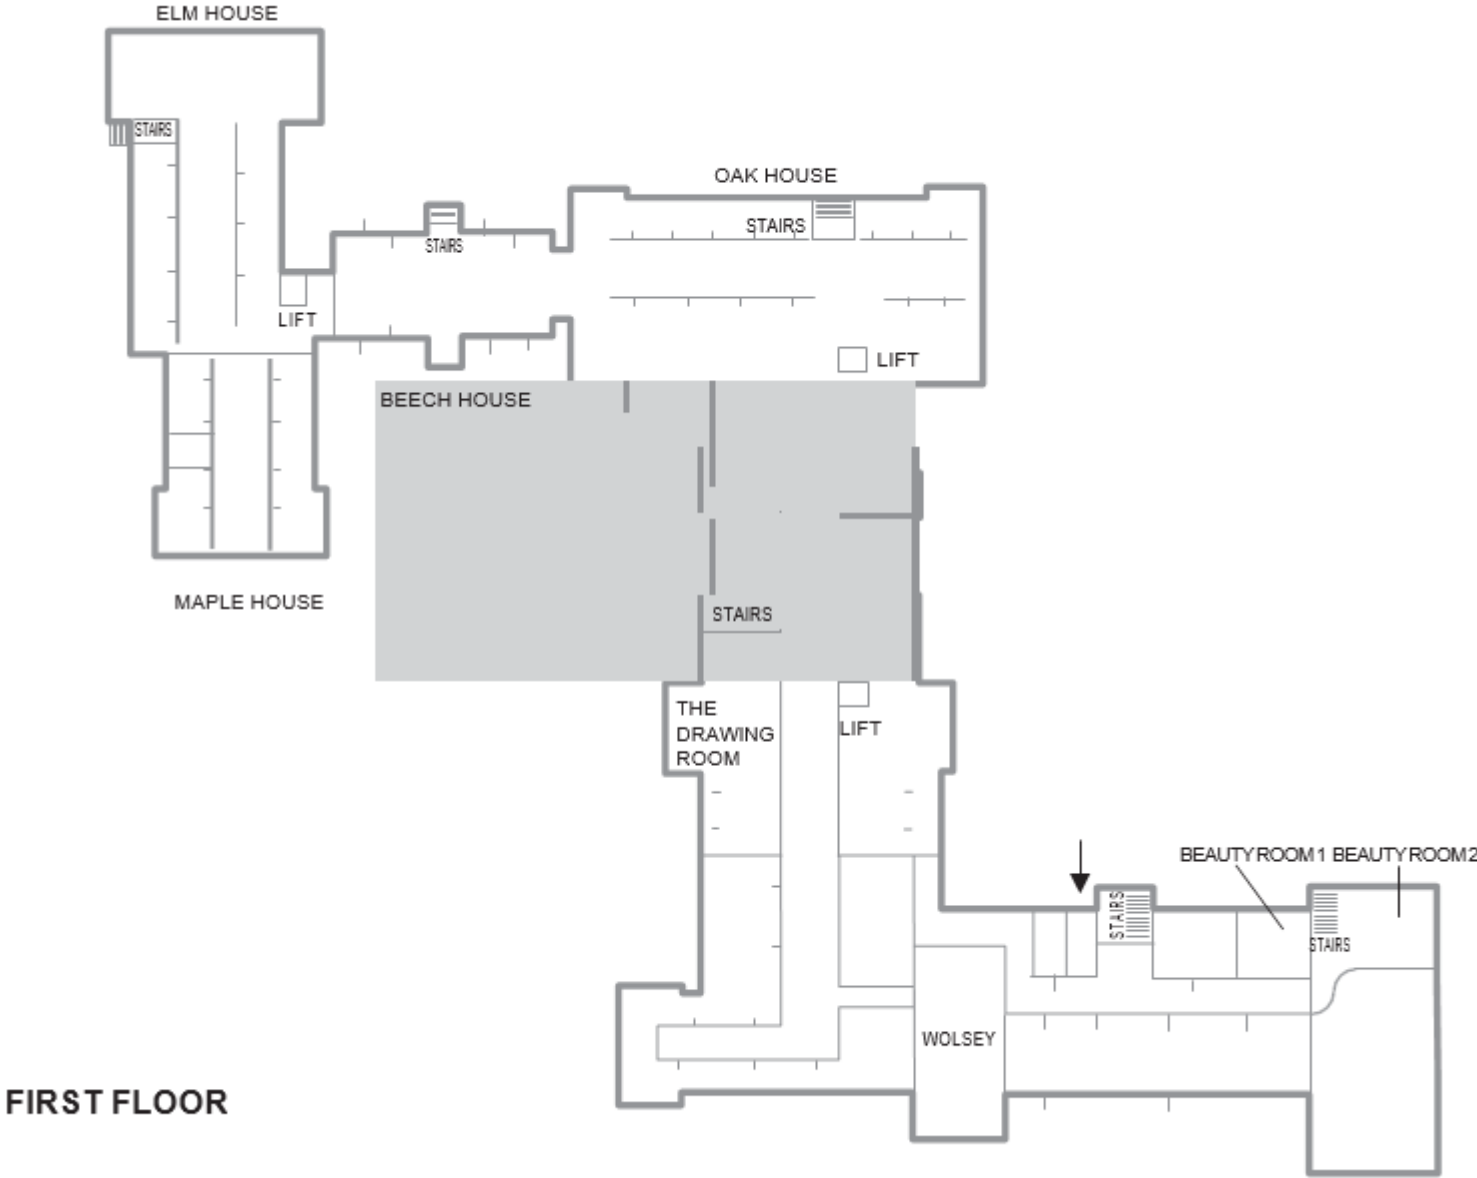 ELM HOUSE
STAIRS
OAK HOUSE
STAIRS
STAIRS
LIFT
LIFT
BEECH HOUSE
MAPLE HOUSE
STAIRS
THE
DRAWING
ROOM
LIFT
BEAUTY ROOM 1 BEAUTY ROOM 2
STAIRS
STAIRS
WOLSEY
FIRST FLOOR